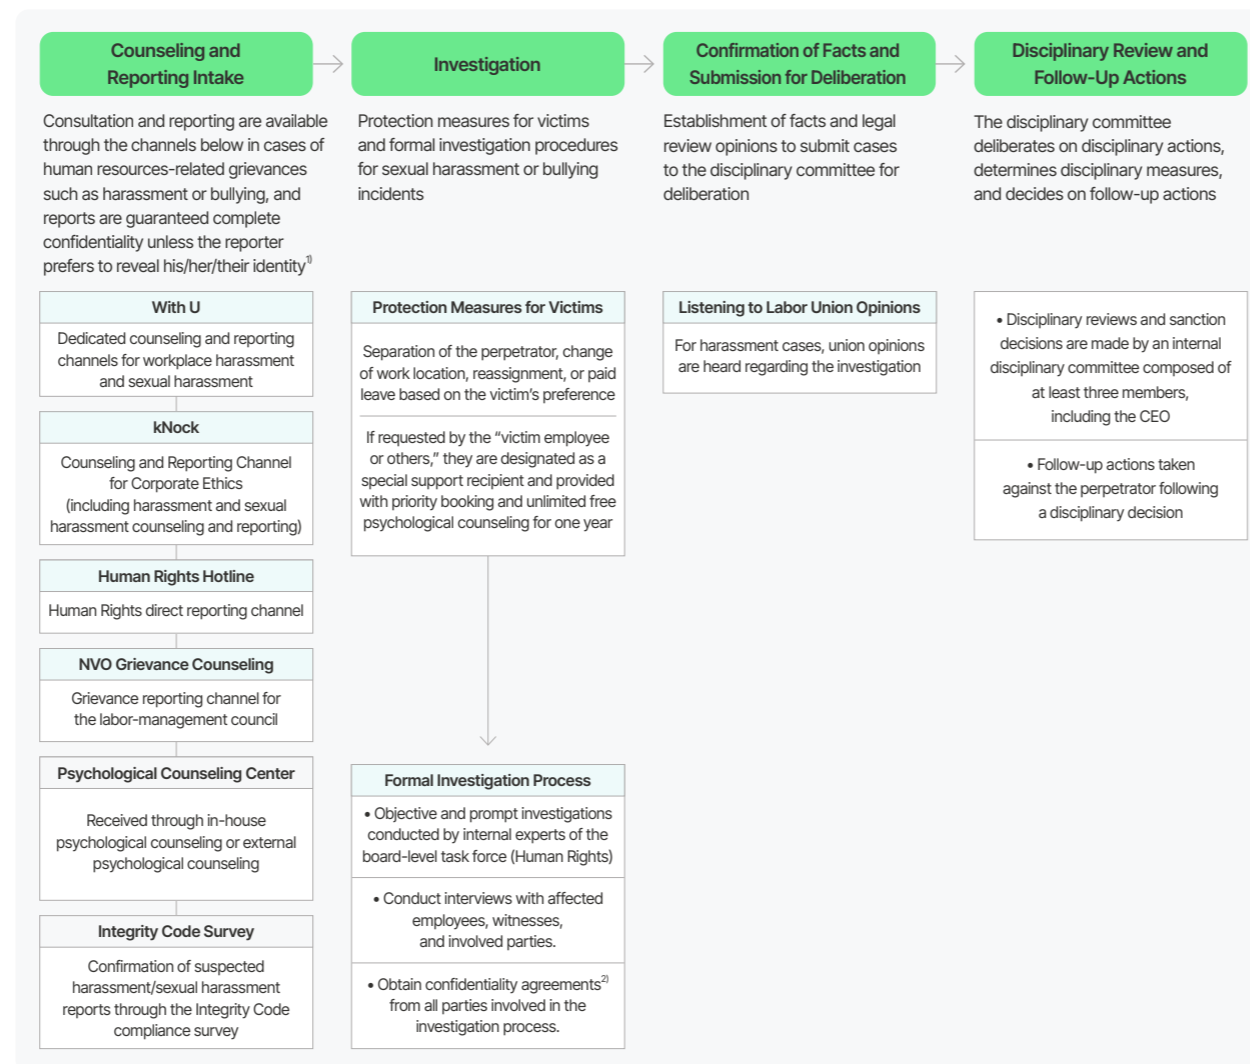 Counseling and
Reporting Intake
Consultation and reporting are available
through the channels below in cases of
human resources-related grievances
such as harassment or bullying, and
reports are guaranteed complete
confidentiality unless the reporter
prefers to reveal his/her/their identity1)
With U
Dedicated counseling and reporting
channels for workplace harassment
and sexual harassment
kNock
Counseling and Reporting Channel
for Corporate Ethics
(including harassment and sexual
harassment counseling and reporting)
Human Rights Hotline
Human Rights direct reporting channel
NVO Grievance Counseling
Grievance reporting channel for
the labor-management council
Psychological Counseling Center
Received through in-house
psychological counseling or external
psychological counseling
Integrity Code Survey
Confirmation of suspected
harassment/sexual harassment
reports through the Integrity Code
compliance survey
Investigation
Protection measures for victims
and formal investigation procedures
for sexual harassment or bullying
incidents
Protection Measures for Victims
Separation of the perpetrator, change
of work location, reassignment, or paid
leave based on the victim’s preference
If requested by the “victim employee
or others,” they are designated as a
special support recipient and provided
with priority booking and unlimited free
psychological counseling for one year
Formal Investigation Process
• Objective and prompt investigations
conducted by internal experts of the
board-level task force (Human Rights)
• Conduct interviews with affected
employees, witnesses,
and involved parties.
• Obtain confidentiality agreements2)
from all parties involved in the
investigation process.
Confirmation of Facts and
Submission for Deliberation
Establishment of facts and legal
review opinions to submit cases
to the disciplinary committee for
deliberation
Listening to Labor Union Opinions
For harassment cases, union opinions
are heard regarding the investigation
Disciplinary Review and
Follow-Up Actions
The disciplinary committee
deliberates on disciplinary actions,
determines disciplinary measures,
and decides on follow-up actions
• Disciplinary reviews and sanction
decisions are made by an internal
disciplinary committee composed of
at least three members,
including the CEO
• Follow-up actions taken
against the perpetrator following
a disciplinary decision